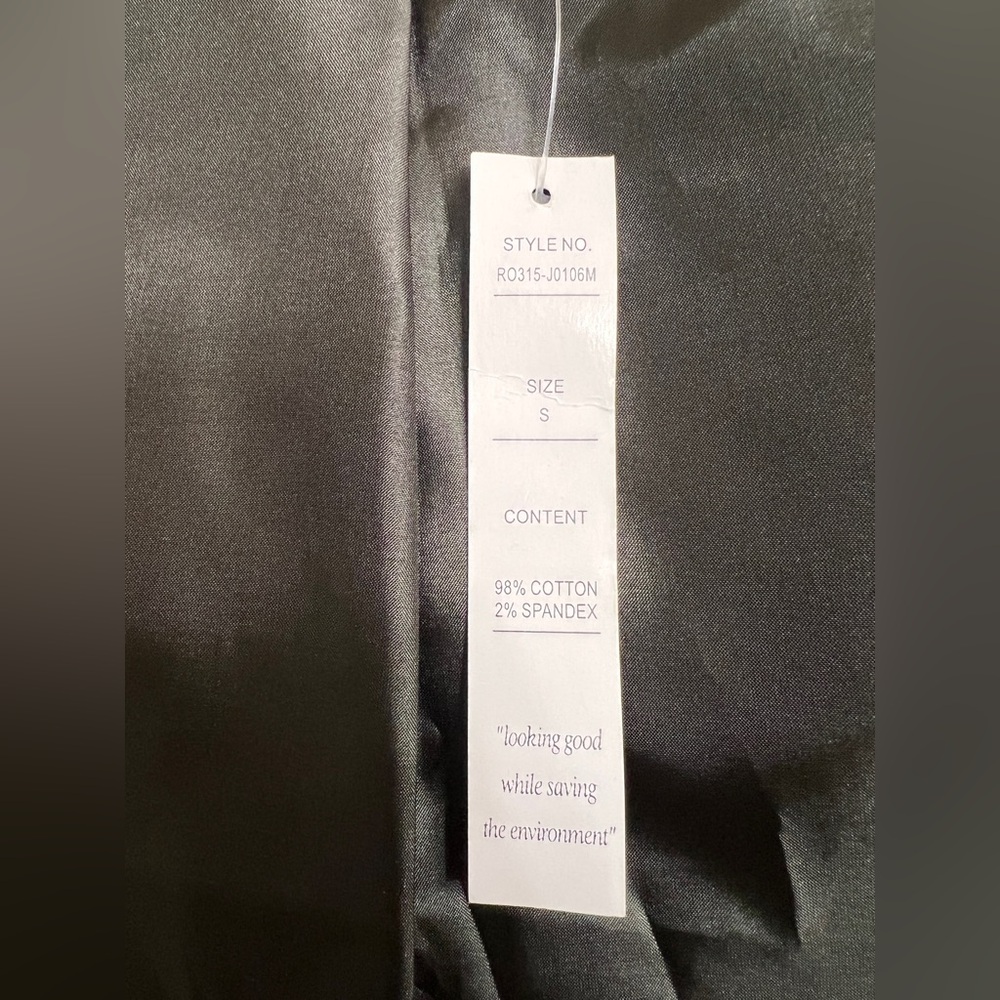 STYLE NO.
RO315-J0106M
SIZE
S
CONTENT
98% COTTON
2% SPANDEX
"looking good
while saving
the environment"